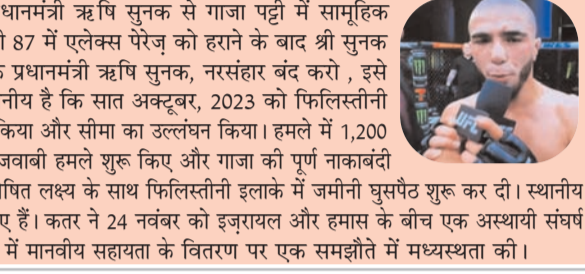 धानमंत्री ऋषि सुनक से गाजा पट्टी में सामूहिक
87 में एलेक्स पेरेज़ को हराने के बाद श्री सुनक
प्रधानमंत्री ऋषि सुनक, नरसंहार बंद करो , इसे
नीय है कि सात अक्टूबर, 2023 को फिलिस्तीनी
किया और सीमा का उल्लंघन किया। हमले में 1,200
जवाबी हमले शुरू किए और गाजा की पूर्ण नाकाबंदी
षित लक्ष्य के साथ फिलिस्तीनी इलाके में जमीनी घुसपैठ शुरू कर दी। स्थानीय
ए हैं। कतर ने 24 नवंबर को इज़रायल और हमास के बीच एक अस्थायी संघर्ष
में मानवीय सहायता के वितरण पर एक समझौते में मध्यस्थता की।
UFC